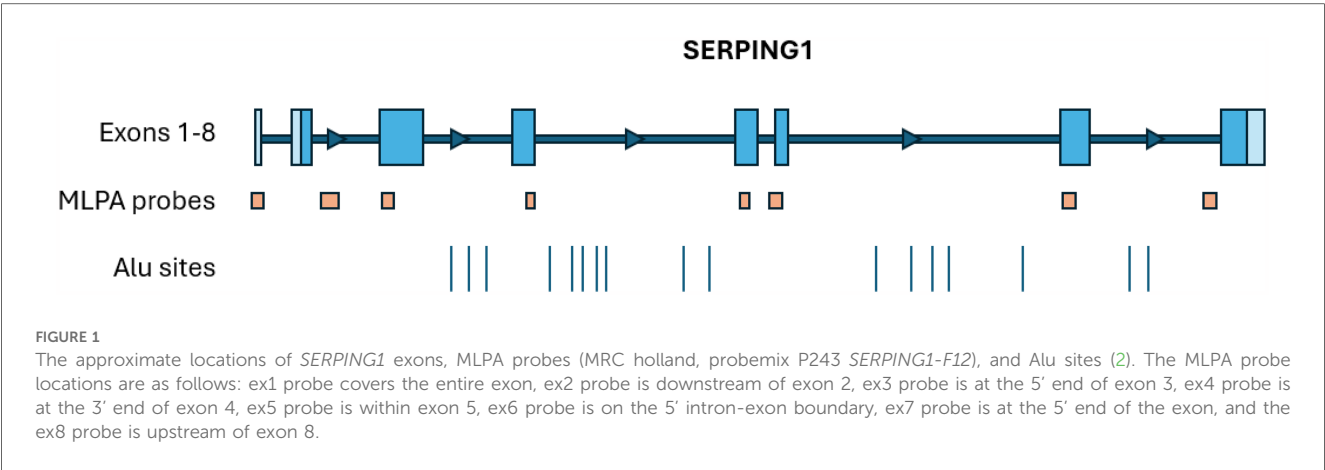 SERPING1
Exons 1-8
MLPA probes
Alu sites
FIGURE 1
The approximate locations of SERPING1 exons, MLPA probes (MRC holland, probemix P243 SERPING1-F12), and Alu sites (2). The MLPA probe
locations are as follows: ex1 probe covers the entire exon, ex2 probe is downstream of exon 2, ex3 probe is at the 5′ end of exon 3, ex4 probe is
at the 3′ end of exon 4, ex5 probe is within exon 5, ex6 probe is on the 5′ intron-exon boundary, ex7 probe is at the 5′ end of the exon, and the
ex8 probe is upstream of exon 8.